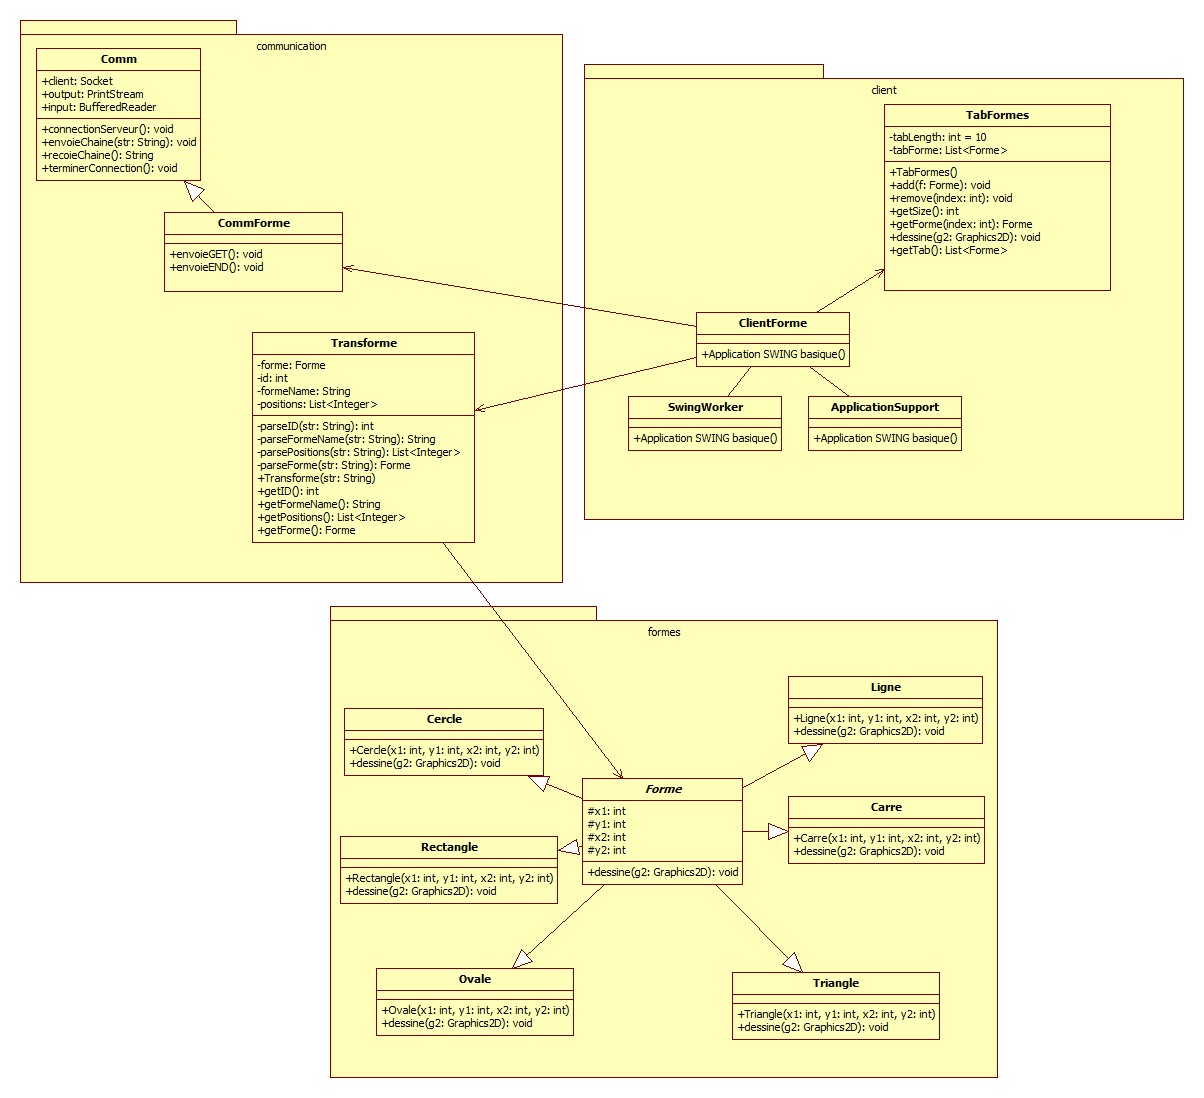 communication
Comm
+client: Socket
+output: PrintStream
+input: BufferedReader
+connectionServeur(): void
+envoieChaine(str: String): void
+recoieChaine(): String
+terminerConnection(): void
CommForme
+envoieGET(): void
+envoieEND(): void
Transforme
-forme: Forme
-id: int
-formeName: String
-positions: List<Integer>
-parseID(str: String): int
-parseFormeName(str: String): String
-parsePositions(str: String): List<Integer>
-parseForme(str: String): Forme
+Transforme(str: String)
+getID(): int
+getFormeName(): String
+getPositions(): List<Integer>
+getForme(): Forme
client
TabFormes
-tabLength: int = 10
-tabForme: List<Forme>
+TabFormes()
+add(f: Forme): void
+remove(index: int): void
+getSize(): int
+getForme(index: int): Forme
+dessine(g2: Graphics2D): void
+getTab(): List<Forme>
ClientForme
+Application SWING basique()
SwingWorker
+Application SWING basique()
ApplicationSupport
+Application SWING basique()
formes
Ligne
+Ligne(x1: int, y1: int, x2: int, y2: int)
+dessine(g2: Graphics2D): void
Cercle
+Cercle(x1: int, y1: int, x2: int, y2: int)
+dessine(g2: Graphics2D): void
Forme
#x1: int
#y1: int
#x2: int
#y2: int
+dessine(g2: Graphics2D): void
Carre
+Carre(x1: int, y1: int, x2: int, y2: int)
+dessine(g2: Graphics2D): void
Rectangle
+Rectangle(x1: int, y1: int, x2: int, y2: int)
+dessine(g2: Graphics2D): void
Ovale
+Ovale(x1: int, y1: int, x2: int, y2: int)
+dessine(g2: Graphics2D): void
Triangle
+Triangle(x1: int, y1: int, x2: int, y2: int)
+dessine(g2: Graphics2D): void